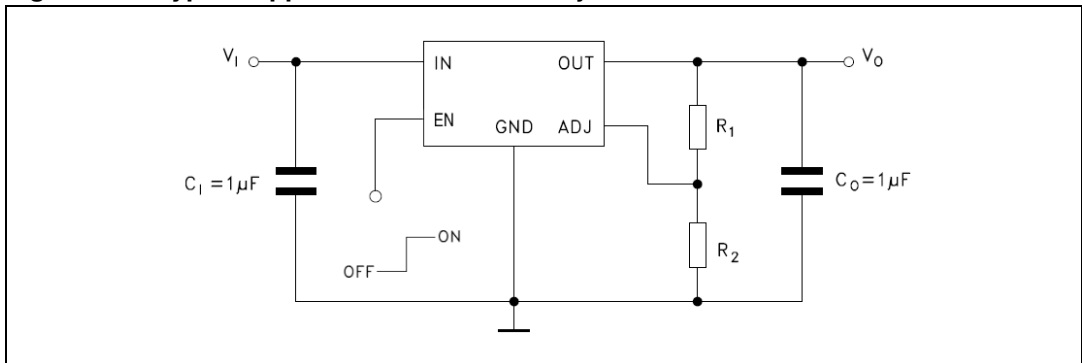 V_I
IN
OUT
V_O
EN
GND
ADJ
R_1
C_I = 1μF
C_O=1μF
ON
OFF
R_2